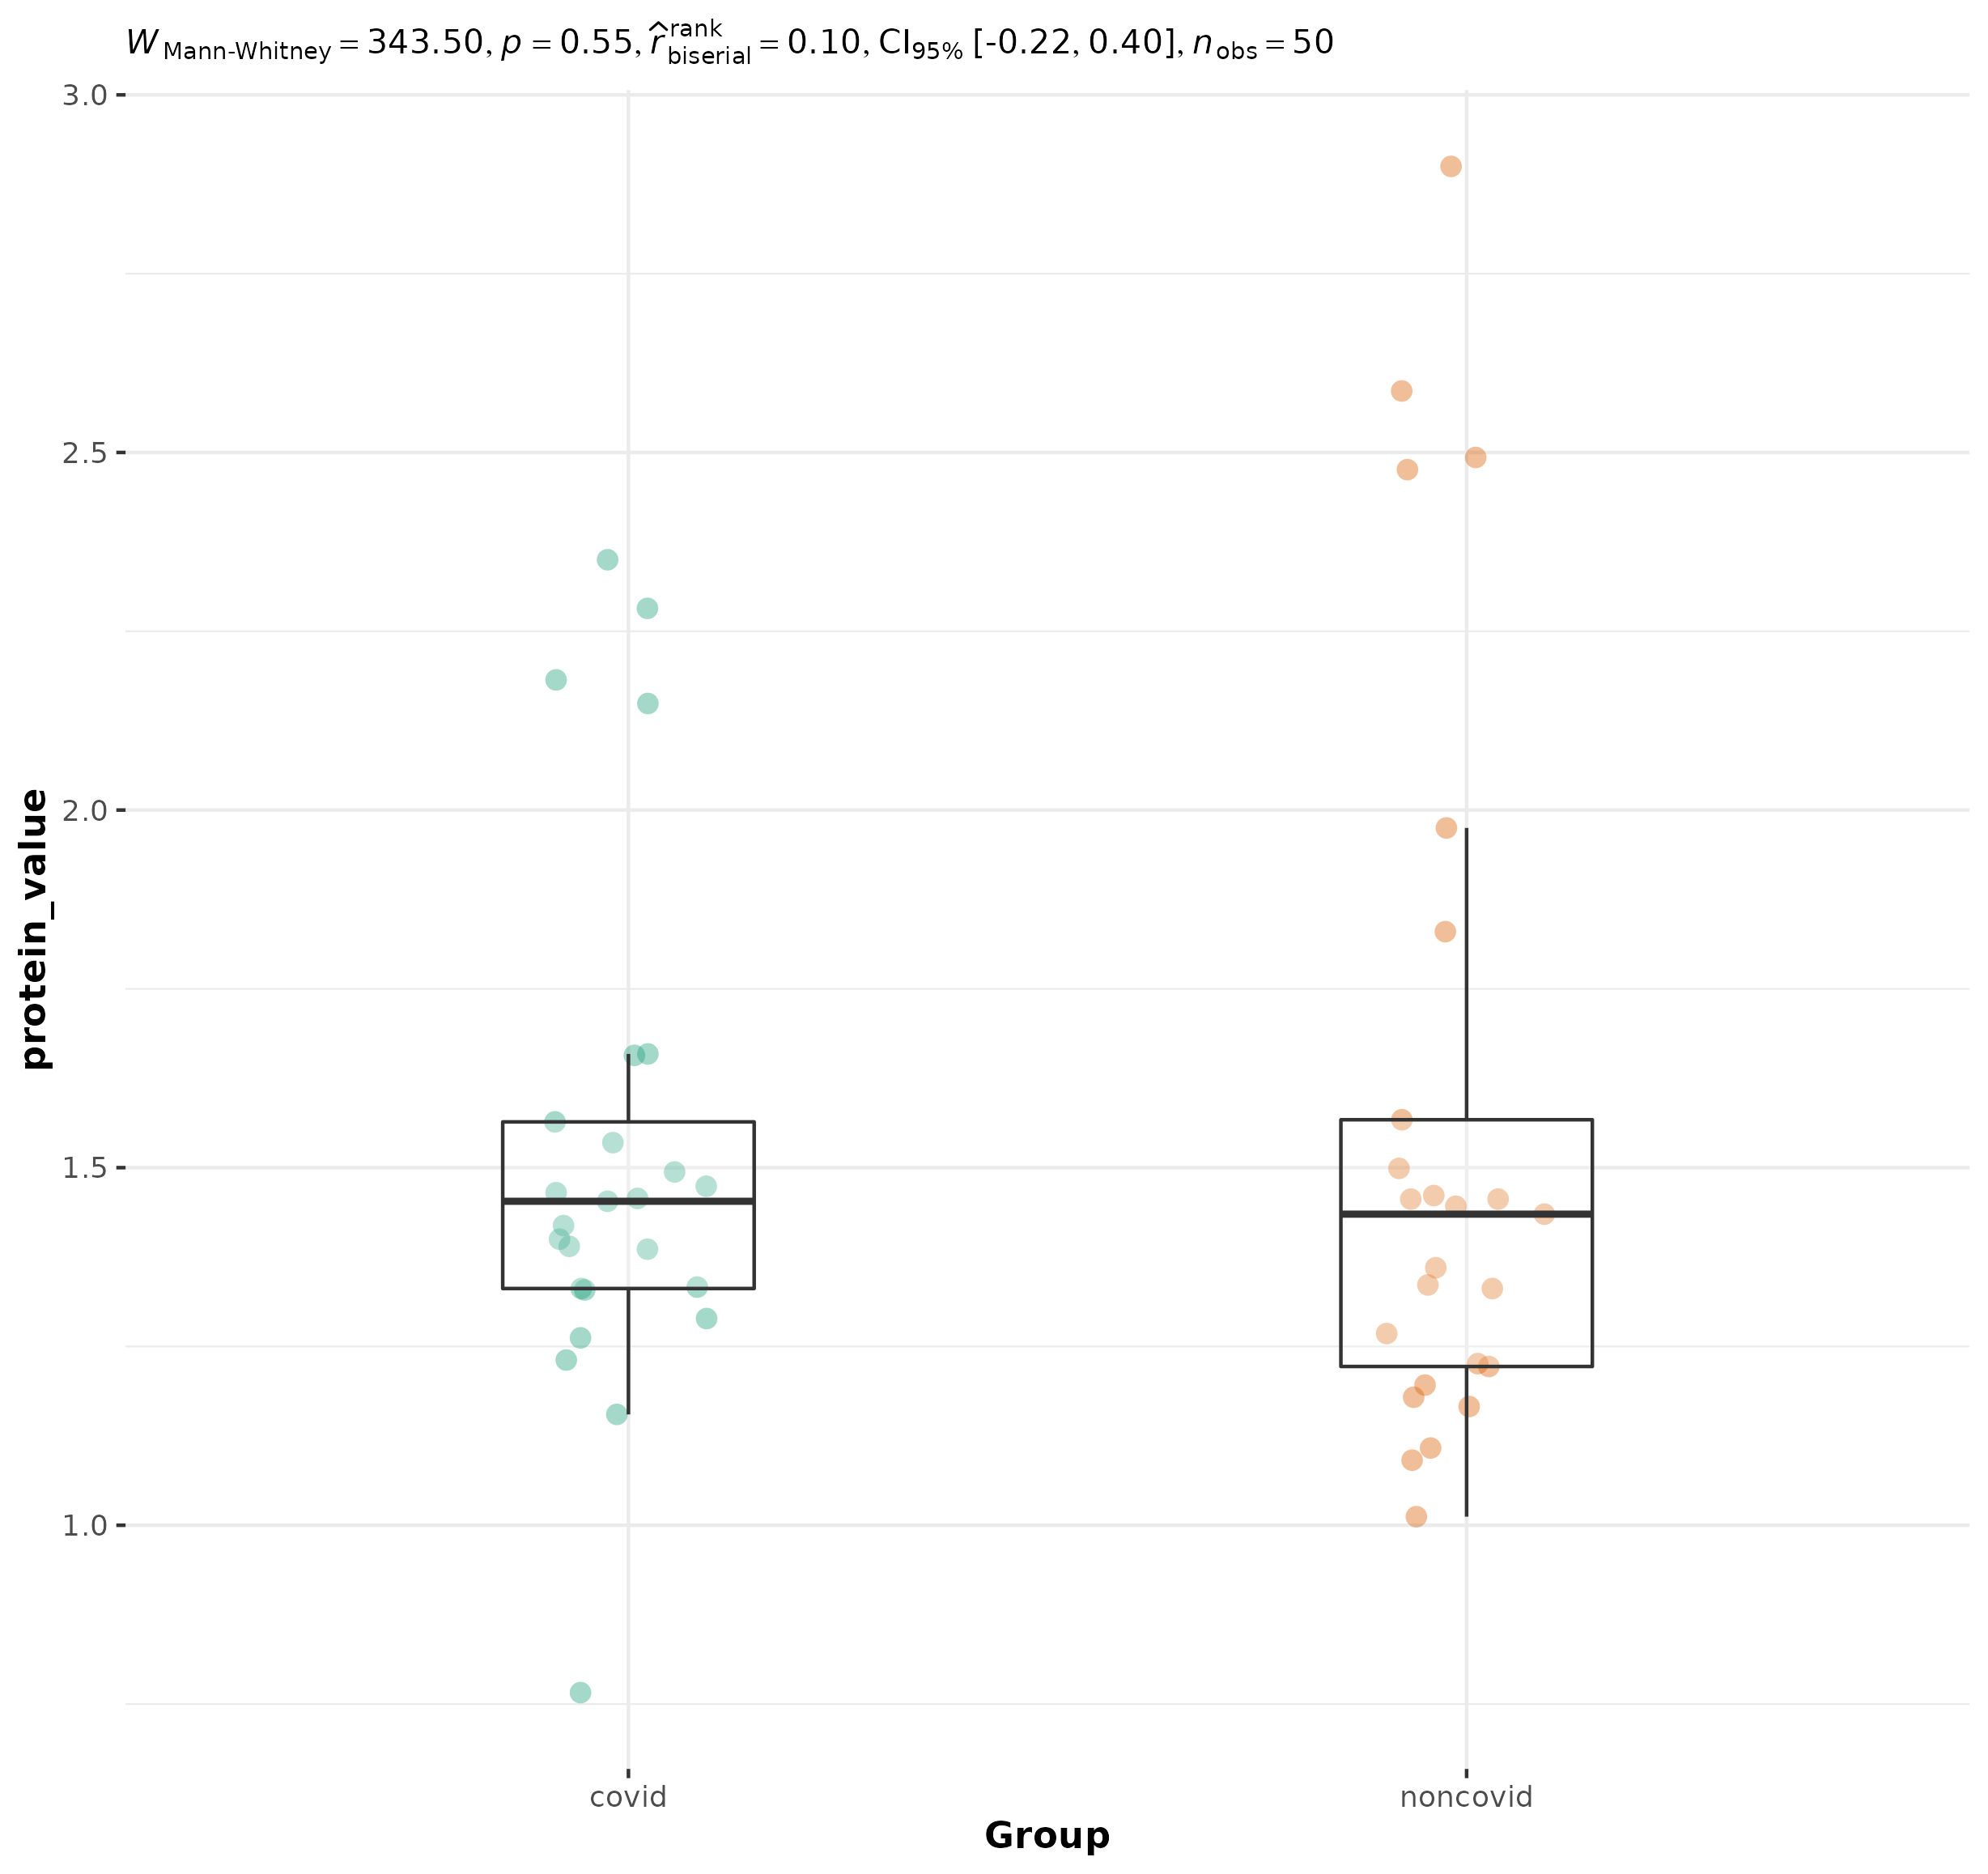 W Mann-Whitney = 343.50, p = 0.55, r̂ rank biserial = 0.10, CI95% [-0.22, 0.40], nobs = 50
3.0
2.5
2.0
1.5
1.0
protein_value
covid noncovid
Group